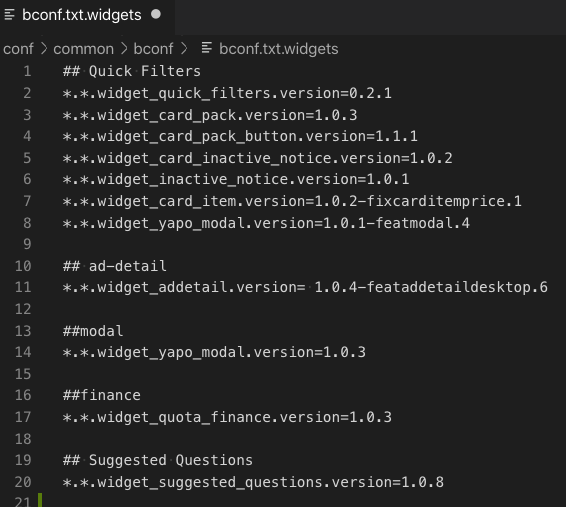 bconf.txt.widgets
conf > common > bconf > bconf.txt.widgets
1 ## Quick Filters
2 *.*.widget_quick_filters.version=0.2.1
3 *.*.widget_card_pack.version=1.0.3
4 *.*.widget_card_pack_button.version=1.1.1
5 *.*.widget_card_inactive_notice.version=1.0.2
6 *.*.widget_inactive_notice.version=1.0.1
7 *.*.widget_card_item.version=1.0.2-fixcarditemprice.1
8 *.*.widget_yapo_modal.version=1.0.1-featmodal.4
9
10 ## ad-detail
11 *.*.widget_addetail.version= 1.0.4-feataddetaildesktop.6
12
13 ##modal
14 *.*.widget_yapo_modal.version=1.0.3
15
16 ##finance
17 *.*.widget_quota_finance.version=1.0.3
18
19 ## Suggested Questions
20 *.*.widget_suggested_questions.version=1.0.8
21